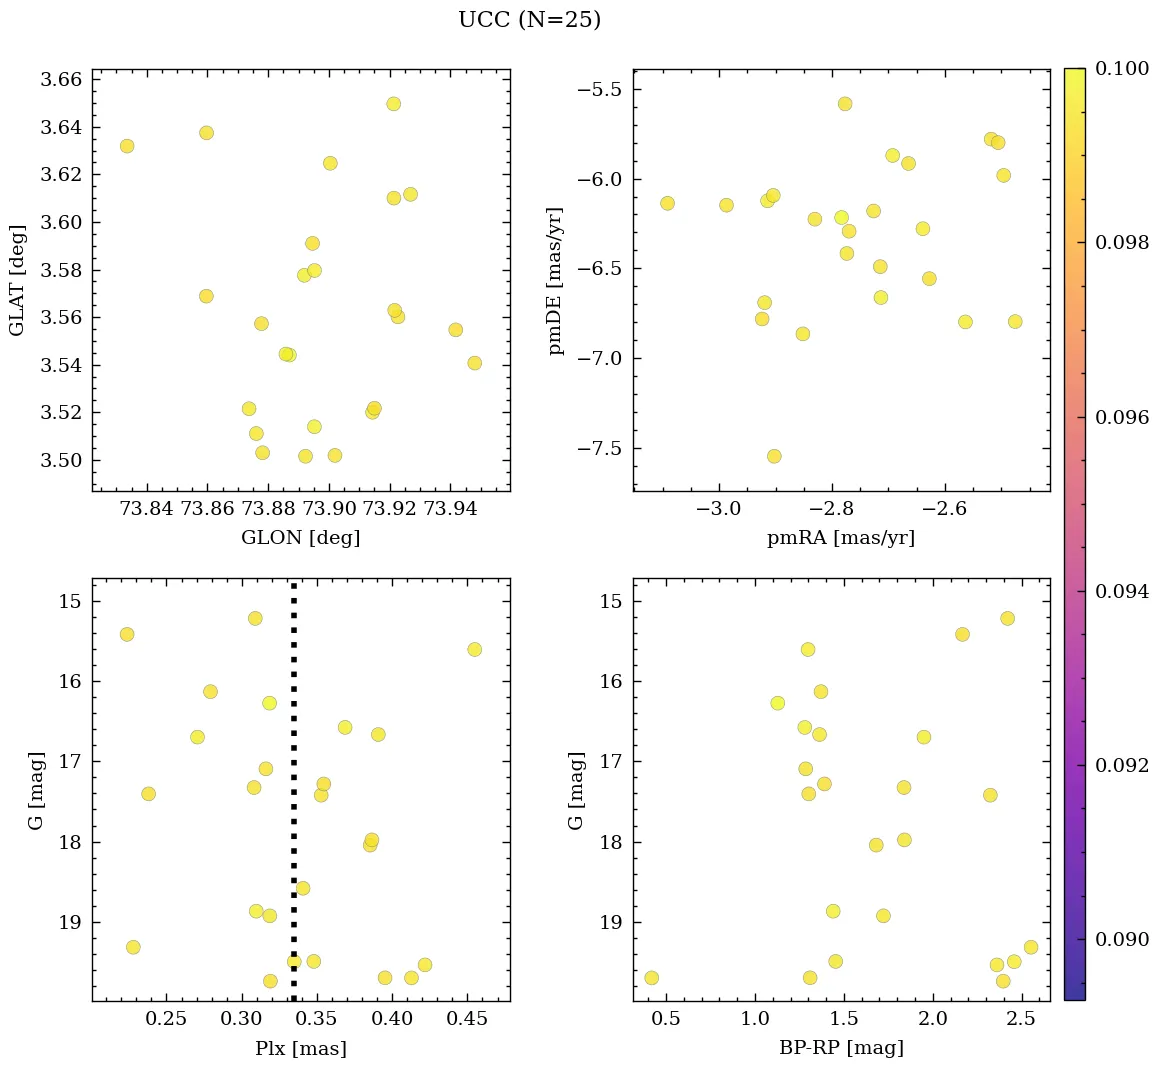 UCC (N=25)
3.66
3.64
3.62
3.60
3.58
3.56
3.54
3.52
3.50
GLAT [deg]
73.84 73.86 73.88 73.90 73.92 73.94
GLON [deg]
−5.5
−6.0
−6.5
−7.0
−7.5
pmDE [mas/yr]
−3.0 −2.8 −2.6
pmRA [mas/yr]
0.100
0.098
0.096
0.094
0.092
0.090
15
16
17
18
19
G [mag]
0.25 0.30 0.35 0.40 0.45
Plx [mas]
15
16
17
18
19
G [mag]
0.5 1.0 1.5 2.0 2.5
BP-RP [mag]